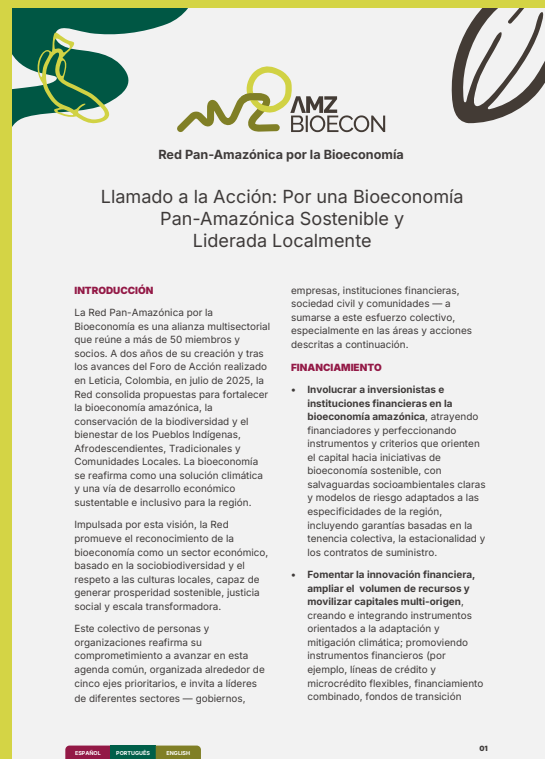 AMZ
BIOECON
Red Pan-Amazónica por la Bioeconomía
Llamado a la Acción: Por una Bioeconomía
Pan-Amazónica Sostenible y
Liderada Localmente
INTRODUCCIÓN
La Red Pan-Amazónica por la
Bioeconomía es una alianza multisectorial
que reúne a más de 50 miembros y
socios. A dos años de su creación y tras
los avances del Foro de Acción realizado
en Leticia, Colombia, en julio de 2025, la
Red consolida propuestas para fortalecer
la bioeconomía amazónica, la
conservación de la biodiversidad y el
bienestar de los Pueblos Indígenas,
Afrodescendientes, Tradicionales y
Comunidades Locales. La bioeconomía
se reafirma como una solución climática
y una vía de desarrollo económico
sustentable e inclusivo para la región.
Impulsada por esta visión, la Red
promueve el reconocimiento de la
bioeconomía como un sector económico,
basado en la sociobiodiversidad y el
respeto a las culturas locales, capaz de
generar prosperidad sostenible, justicia
social y escala transformadora.
Este colectivo de personas y
organizaciones reafirma su
comprometimiento a avanzar en esta
agenda común, organizada alrededor de
cinco ejes prioritarios, e invita a líderes
de diferentes sectores — gobiernos,
empresas, instituciones financieras,
sociedad civil y comunidades — a
sumarse a este esfuerzo colectivo,
especialmente en las áreas y acciones
descritas a continuación.
FINANCIAMIENTO
• Involucrar a inversionistas e
instituciones financieras en la
bioeconomía amazónica, atrayendo
financiadores y perfeccionando
instrumentos y criterios que orienten
el capital hacia iniciativas de
bioeconomía sostenible, con
salvaguardas socioambientales claras
y modelos de riesgo adaptados a las
especificidades de la región,
incluyendo garantías basadas en la
tenencia colectiva, la estacionalidad y
los contratos de suministro.
• Fomentar la innovación financiera,
ampliar el volumen de recursos y
movilizar capitales multi-origen,
creando e integrando instrumentos
orientados a la adaptación y
mitigación climática; promoviendo
instrumentos financieros (por
ejemplo, líneas de crédito y
microcrédito flexibles, financiamiento
combinado, fondos de transición
ESPAÑOL PORTUGUÊS ENGLISH
01